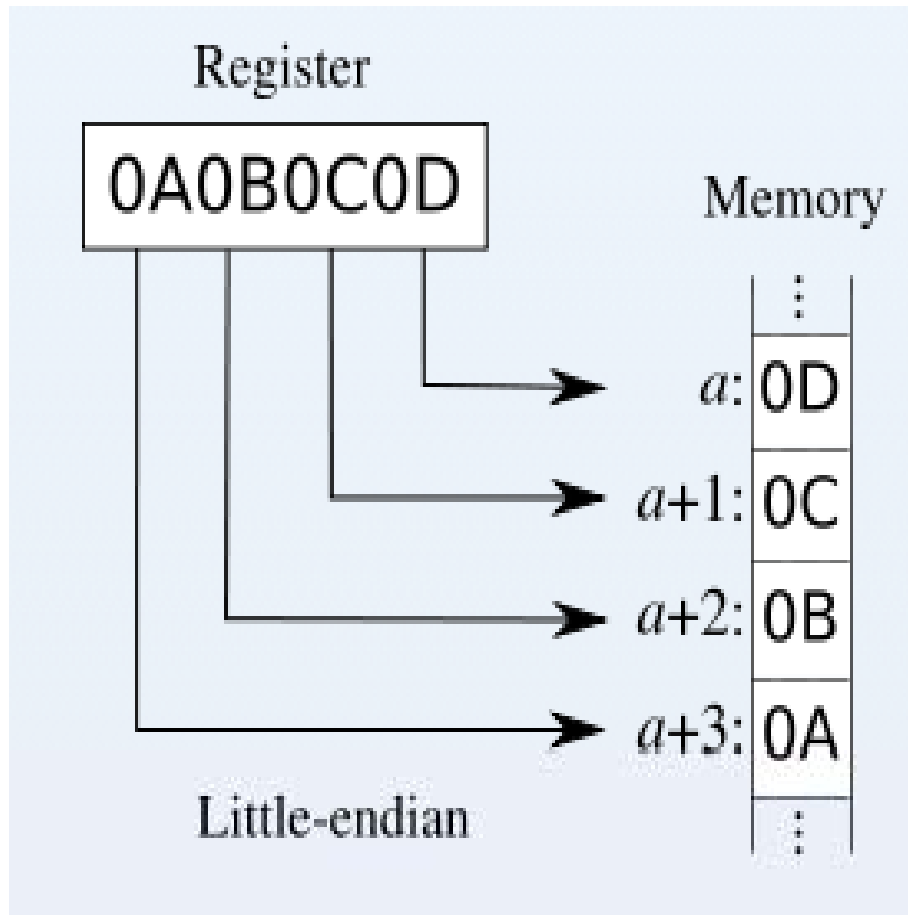 Register
0A0B0C0D
Memory
a: 0D
a+1: 0C
a+2: 0B
a+3: 0A
Little-endian